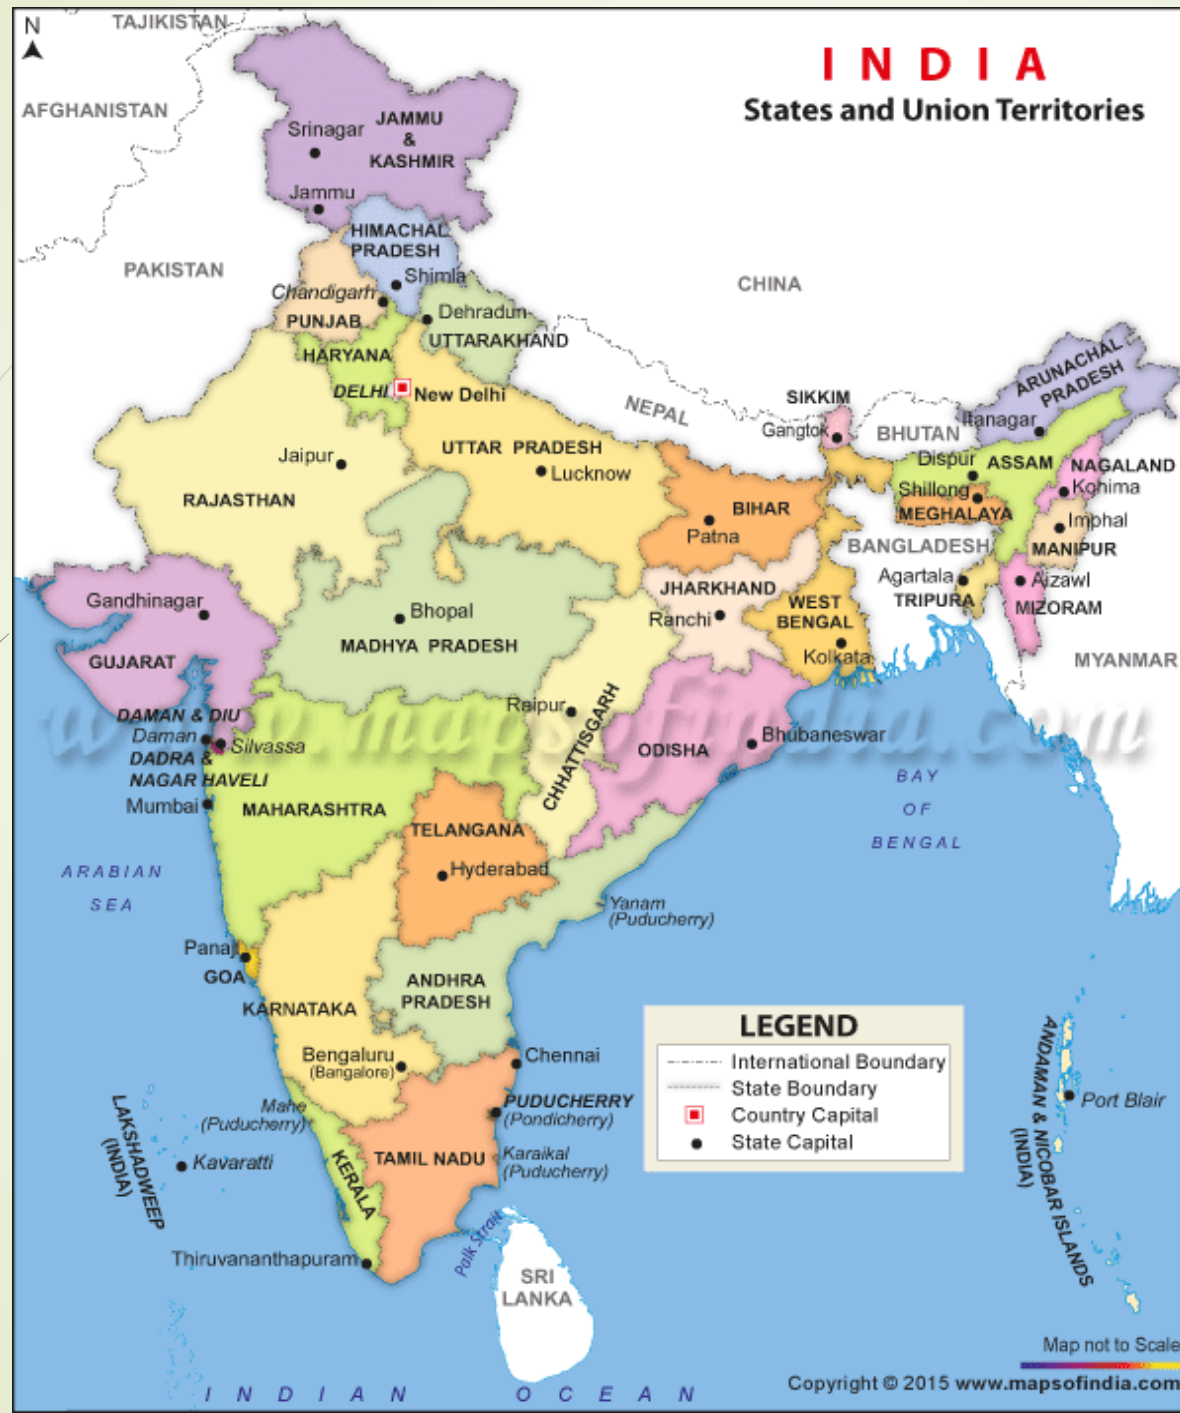 N
TAJIKISTAN
I N D I A
States and Union Territories
AFGHANISTAN
JAMMU
&
KASHMIR
Srinagar
Jammu
HIMACHAL
PRADESH
Shimla
PAKISTAN
CHINA
Chandigarh
PUNJAB
Dehradun
UTTARAKHAND
HARYANA
DELHI
New Delhi
ARUNACHAL
PRADESH
Itanagar
NEPAL
SIKKIM
Gangtok
BHUTAN
UTTAR PRADESH
Lucknow
Jaipur
RAJASTHAN
Dispur
ASSAM
NAGALAND
Kohima
Shillong
MEGHALAYA
BIHAR
Patna
Imphal
MANIPUR
BANGLADESH
Agartala
TRIPURA
Aizawl
MIZORAM
JHARKHAND
Ranchi
WEST
BENGAL
Kolkata
Gandhinagar
GUJARAT
Bhopal
MADHYA PRADESH
MYANMAR
www.mapsofindia.com
Raipur
CHHATTISGARH
ODISHA
Bhubaneswar
DAMAN & DIU
Daman
Silvassa
DADRA &
NAGAR HAVELI
Mumbai
MAHARASHTRA
TELANGANA
Hyderabad
BAY
OF
BENGAL
ARABIAN
SEA
Yanam
(Puducherry)
Panaji
GOA
KARNATAKA
ANDHRA
PRADESH
Bengaluru
(Bangalore)
Chennai
LEGEND
International Boundary
State Boundary
Country Capital
State Capital
Mahe
(Puducherry)
PUDUCHERRY
(Pondicherry)
Karaikal
(Puducherry)
LAKSHADWEEP
(INDIA)
Kavaratti
KERALA
TAMIL NADU
ANDAMAN & NICOBAR ISLANDS
(INDIA)
Port Blair
Thiruvananthapuram
Palk Strait
SRI
LANKA
Map not to Scale
Copyright © 2015 www.mapsofindia.com
I N D I A N O C E A N